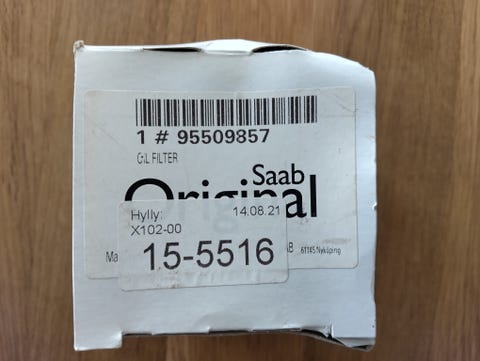 1 # 95509857
OIL FILTER
Saab
Original
Hylly: 14.08.21
X102-00
15-5516
61145 Nyköping